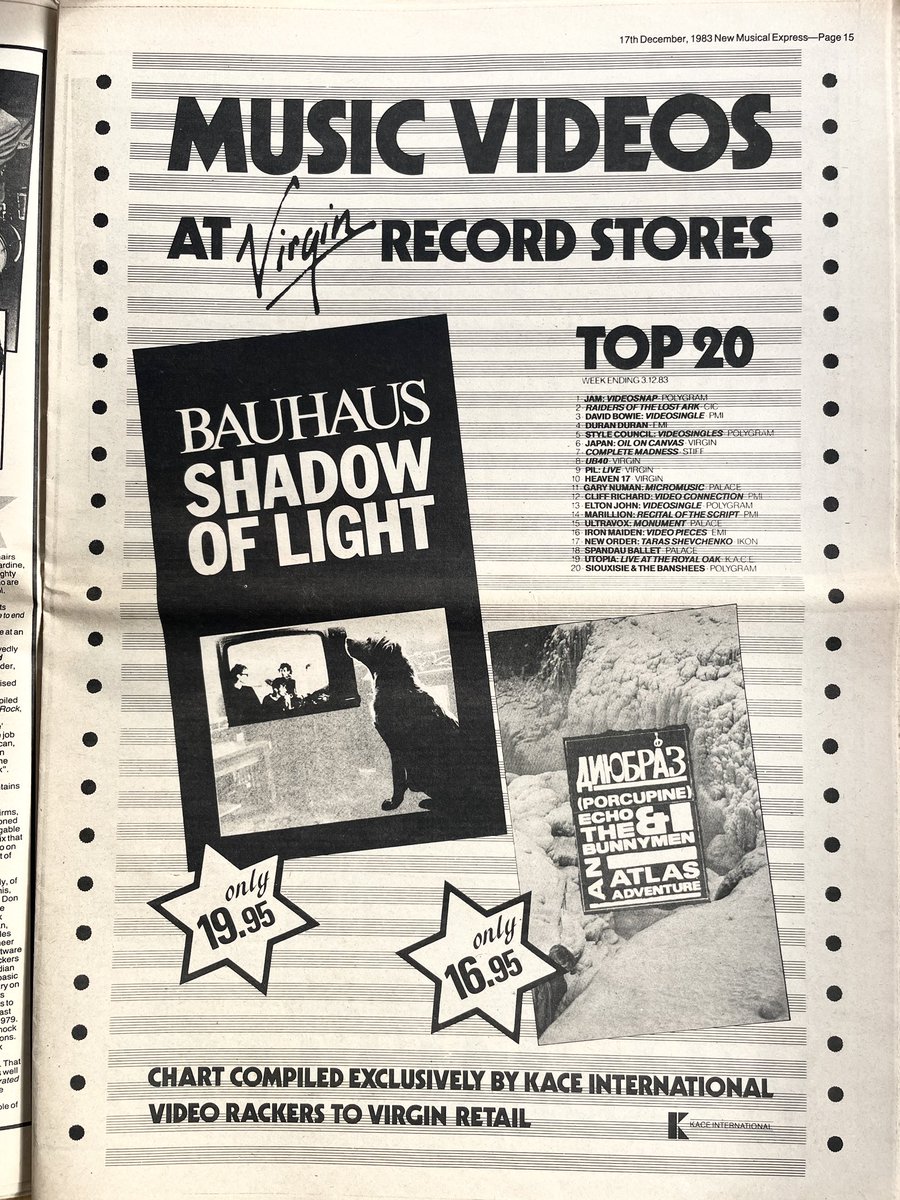 17th December, 1983 New Musical Express—Page 15
MUSIC VIDEOS
AT Virgin RECORD STORES
TOP 20
WEEK ENDING 3.12.83
1 JAM: VIDEOSNAP POLYGRAM
2 RAIDERS OF THE LOST ARK CIC
3 DAVID BOWIE: VIDEOSINGLE PMI
4 DURAN DURAN EMI
5 STYLE COUNCIL: VIDEOSINGLES POLYGRAM
6 JAPAN: OIL ON CANVAS VIRGIN
7 COMPLETE MADNESS STIFF
8 UB40 VIRGIN
9 PIL: LIVE VIRGIN
10 HEAVEN 17 VIRGIN
11 GARY NUMAN: MICROMUSIC PALACE
12 CLIFF RICHARD: VIDEO CONNECTION PMI
13 ELTON JOHN: VIDEOSINGLE POLYGRAM
14 MARILLION: RECITAL OF THE SCRIPT PMI
15 ULTRAVOX: MONUMENT PALACE
16 IRON MAIDEN: VIDEO PIECES EMI
17 NEW ORDER: TARAS SHEVCHENKO IKON
18 SPANDAU BALLET PALACE
19 UTOPIA: LIVE AT THE ROYAL OAK K.A.C.E.
20 SIOUXISIE & THE BANSHEES POLYGRAM
BAUHAUS
SHADOW
OF LIGHT
only
19.95
ДИЮБРАЗ
(PORCUPINE)
ECHO &
THE
BUNNYMEN
AN ATLAS
ADVENTURE
only
16.95
CHART COMPILED EXCLUSIVELY BY KACE INTERNATIONAL
VIDEO RACKERS TO VIRGIN RETAIL
KACE INTERNATIONAL